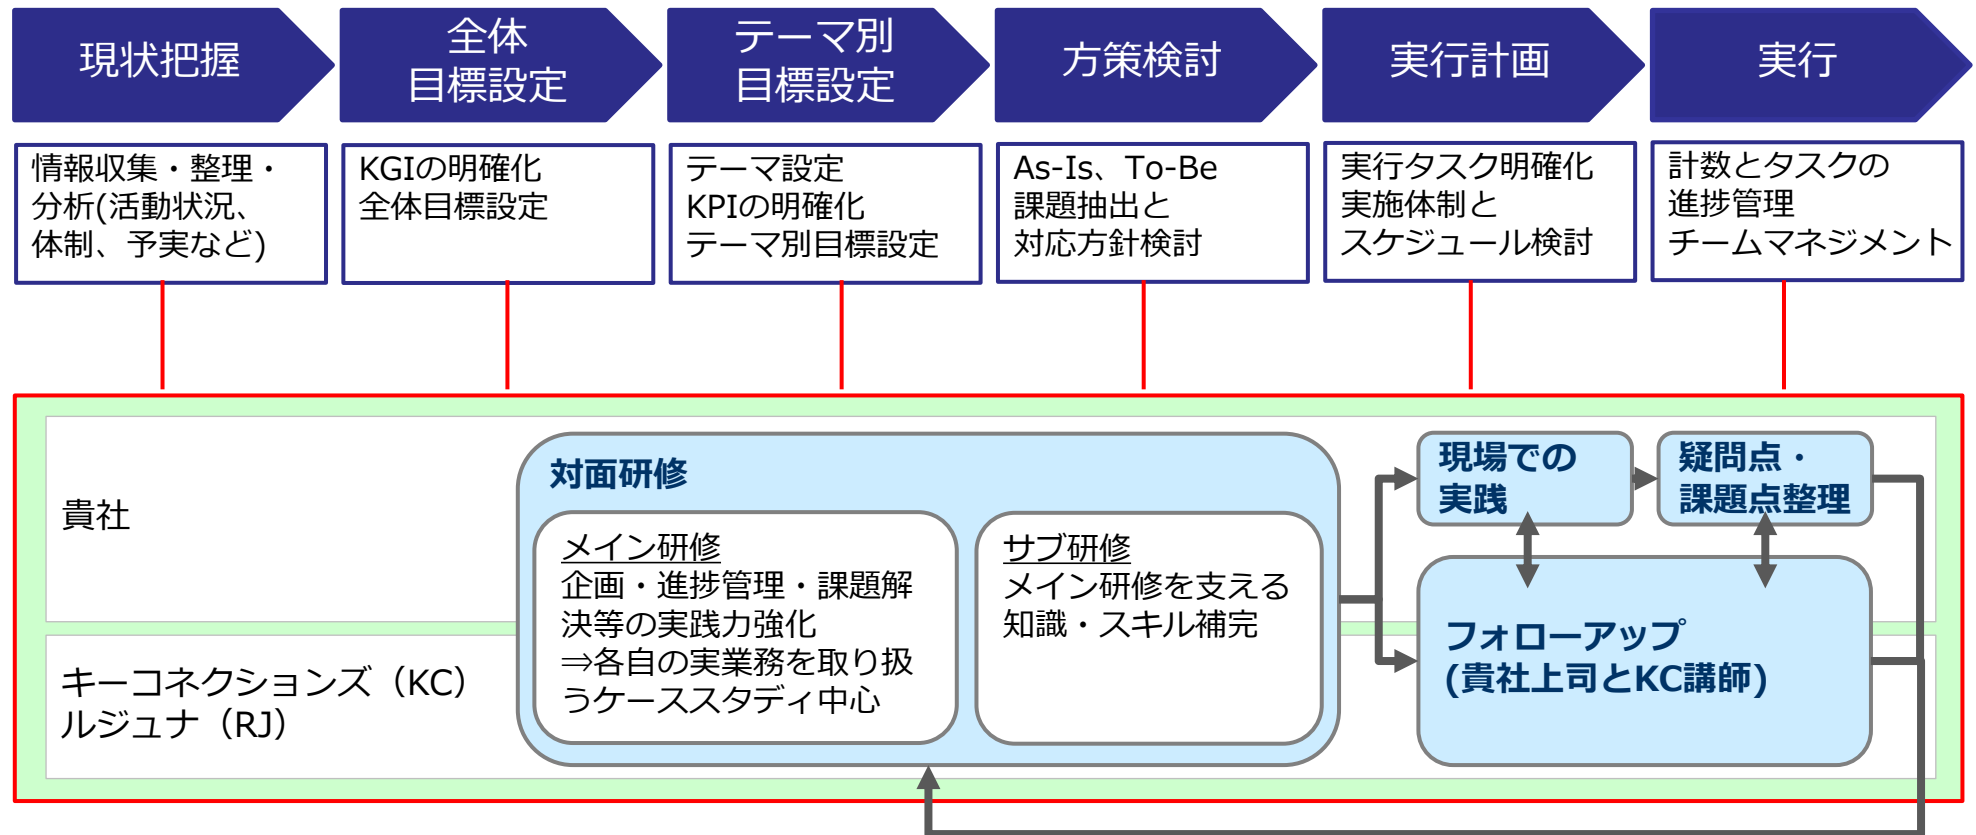 現状把握
全体
目標設定
テーマ別
目標設定
方策検討
実行計画
実行
情報収集・整理・
分析(活動状況、
体制、予実など)
KGIの明確化
全体目標設定
テーマ設定
KPIの明確化
テーマ別目標設定
As-Is、To-Be
課題抽出と
対応方針検討
実行タスク明確化
実施体制と
スケジュール検討
計数とタスクの
進捗管理
チームマネジメント
貴社
対面研修
メイン研修
企画・進捗管理・課題解
決等の実践力強化
⇒各自の実業務を取り扱
うケーススタディ中心
サブ研修
メイン研修を支える
知識・スキル補完
現場での
実践
疑問点・
課題点整理
フォローアップ
(貴社上司とKC講師)
キーコネクションズ（KC）
ルジュナ（RJ）